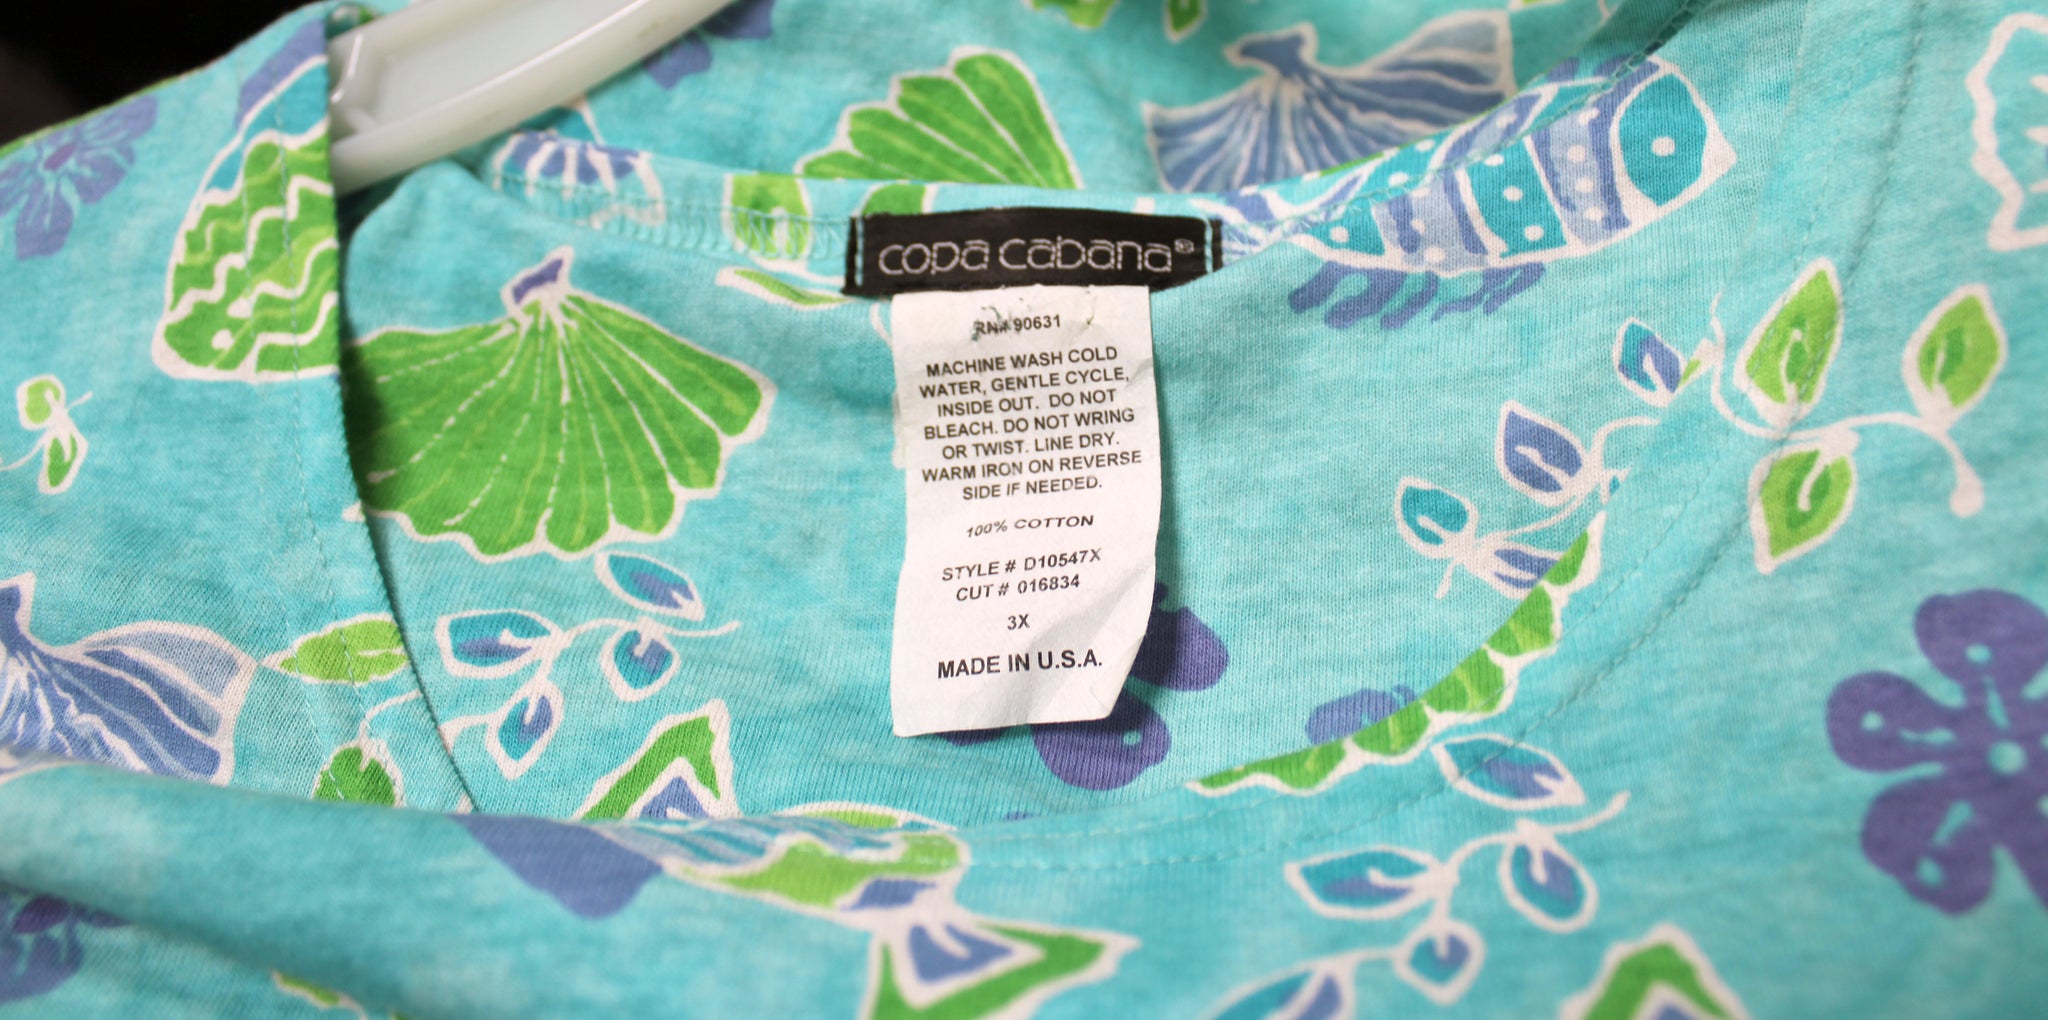 copa cabana®
RN# 90631
MACHINE WASH COLD
WATER, GENTLE CYCLE,
INSIDE OUT. DO NOT
BLEACH. DO NOT WRING
OR TWIST. LINE DRY.
WARM IRON ON REVERSE
SIDE IF NEEDED.
100% COTTON
STYLE # D10547X
CUT # 016834
3X
MADE IN U.S.A.